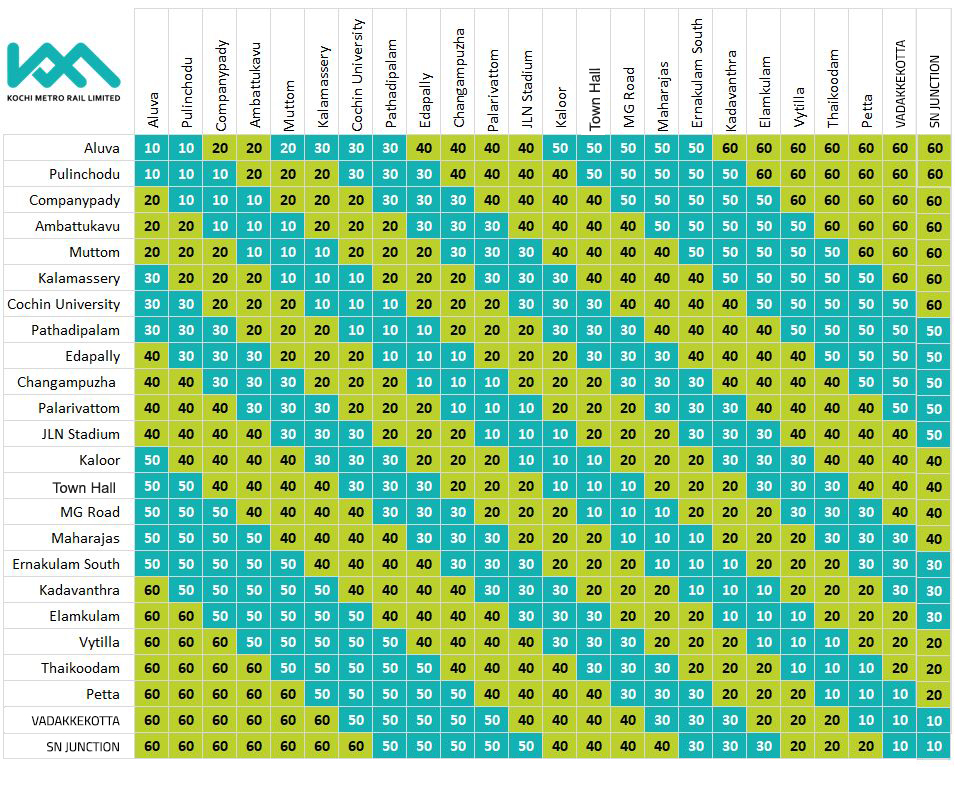 KOCHI METRO RAIL LIMITED
Aluva Pulinchodu Companypady Ambattukavu Muttom Kalamassery Cochin University Pathadipalam Edapally Changampuzha Palarivattom JLN Stadium Kaloor Town Hall MG Road Maharajas Ernakulam South Kadavanthra Elamkulam Vytilla Thaikoodam Petta VADAKKEKOTTA SN JUNCTION
Aluva 10 10 20 20 20 30 30 30 40 40 40 40 50 50 50 50 50 60 60 60 60 60 60 60
Pulinchodu 10 10 10 20 20 20 30 30 30 40 40 40 40 50 50 50 50 50 60 60 60 60 60 60
Companypady 20 10 10 10 20 20 20 30 30 30 40 40 40 40 50 50 50 50 50 60 60 60 60 60
Ambattukavu 20 20 10 10 10 20 20 20 30 30 30 40 40 40 40 50 50 50 50 50 60 60 60 60
Muttom 20 20 20 10 10 10 20 20 20 30 30 30 40 40 40 40 50 50 50 50 50 60 60 60
Kalamassery 30 20 20 20 10 10 10 20 20 20 30 30 30 40 40 40 40 50 50 50 50 50 60 60
Cochin University 30 30 20 20 20 10 10 10 20 20 20 30 30 30 40 40 40 40 50 50 50 50 50 60
Pathadipalam 30 30 30 20 20 20 10 10 10 20 20 20 30 30 30 40 40 40 40 50 50 50 50 50
Edapally 40 30 30 30 20 20 20 10 10 10 20 20 20 30 30 30 40 40 40 40 50 50 50 50
Changampuzha 40 40 30 30 30 20 20 20 10 10 10 20 20 20 30 30 30 40 40 40 40 50 50 50
Palarivattom 40 40 40 30 30 30 20 20 20 10 10 10 20 20 20 30 30 30 40 40 40 40 50 50
JLN Stadium 40 40 40 40 30 30 30 20 20 20 10 10 10 20 20 20 30 30 30 40 40 40 40 50
Kaloor 50 40 40 40 40 30 30 30 20 20 20 10 10 10 20 20 20 30 30 30 40 40 40 40
Town Hall 50 50 40 40 40 40 30 30 30 20 20 20 10 10 10 20 20 20 30 30 30 40 40 40
MG Road 50 50 50 40 40 40 40 30 30 30 20 20 20 10 10 10 20 20 20 30 30 30 40 40
Maharajas 50 50 50 50 40 40 40 40 30 30 30 20 20 20 10 10 10 20 20 20 30 30 30 40
Ernakulam South 50 50 50 50 50 40 40 40 40 30 30 30 20 20 20 10 10 10 20 20 20 30 30 30
Kadavanthra 60 50 50 50 50 50 40 40 40 40 30 30 30 20 20 20 10 10 10 20 20 20 30 30
Elamkulam 60 60 50 50 50 50 50 40 40 40 40 30 30 30 20 20 20 10 10 10 20 20 20 30
Vytilla 60 60 60 50 50 50 50 50 40 40 40 40 30 30 30 20 20 20 10 10 10 20 20 20
Thaikoodam 60 60 60 60 50 50 50 50 50 40 40 40 40 30 30 30 20 20 20 10 10 10 20 20
Petta 60 60 60 60 60 50 50 50 50 50 40 40 40 40 30 30 30 20 20 20 10 10 10 20
VADAKKEKOTTA 60 60 60 60 60 60 50 50 50 50 50 40 40 40 40 30 30 30 20 20 20 10 10 10
SN JUNCTION 60 60 60 60 60 60 60 50 50 50 50 50 40 40 40 40 30 30 30 20 20 20 10 10